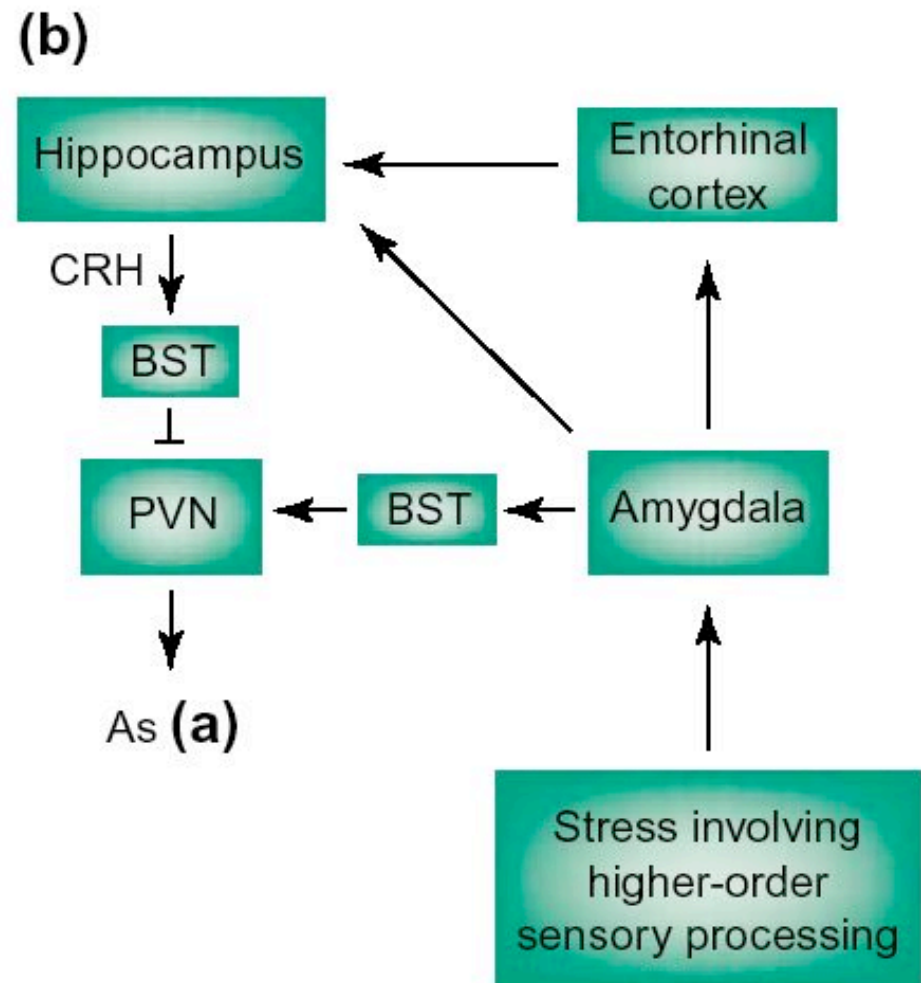 (b)
Hippocampus
Entorhinal
cortex
CRH
BST
PVN
BST
Amygdala
As (a)
Stress involving
higher-order
sensory processing